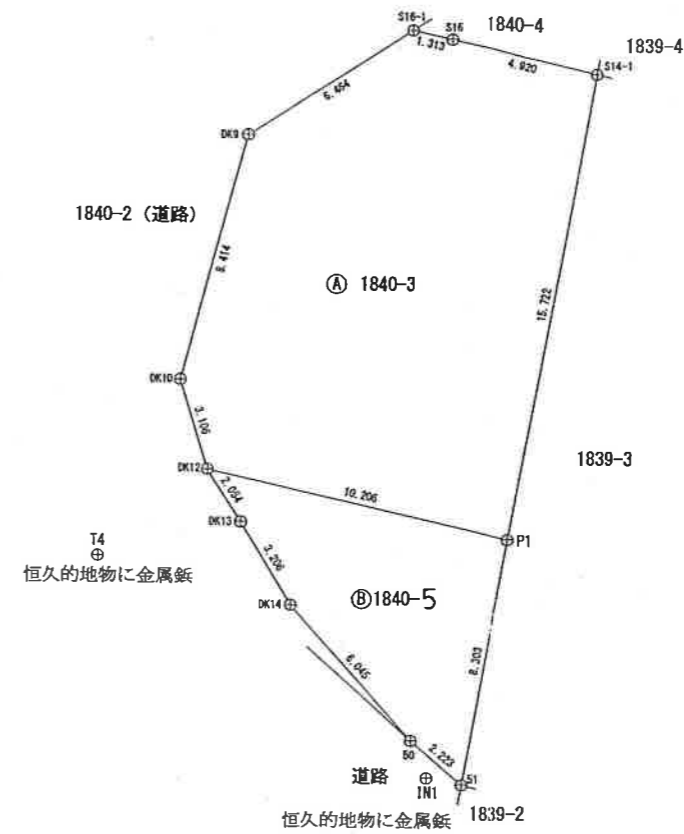 S16-1
S16
1840-4
1.313
4.920
1839-4
S14-1
6.464
DK9
1840-2 (道路)
8.414
Ⓐ 1840-3
15.722
DK10
3.106
1839-3
DK12
2.054
10.206
DK13
P1
T4
恒久的地物に金属鋲
3.206
DK14
Ⓑ1840-5
6.045
8.303
50
2.223
道路
IN1
51
1839-2
恒久的地物に金属鋲